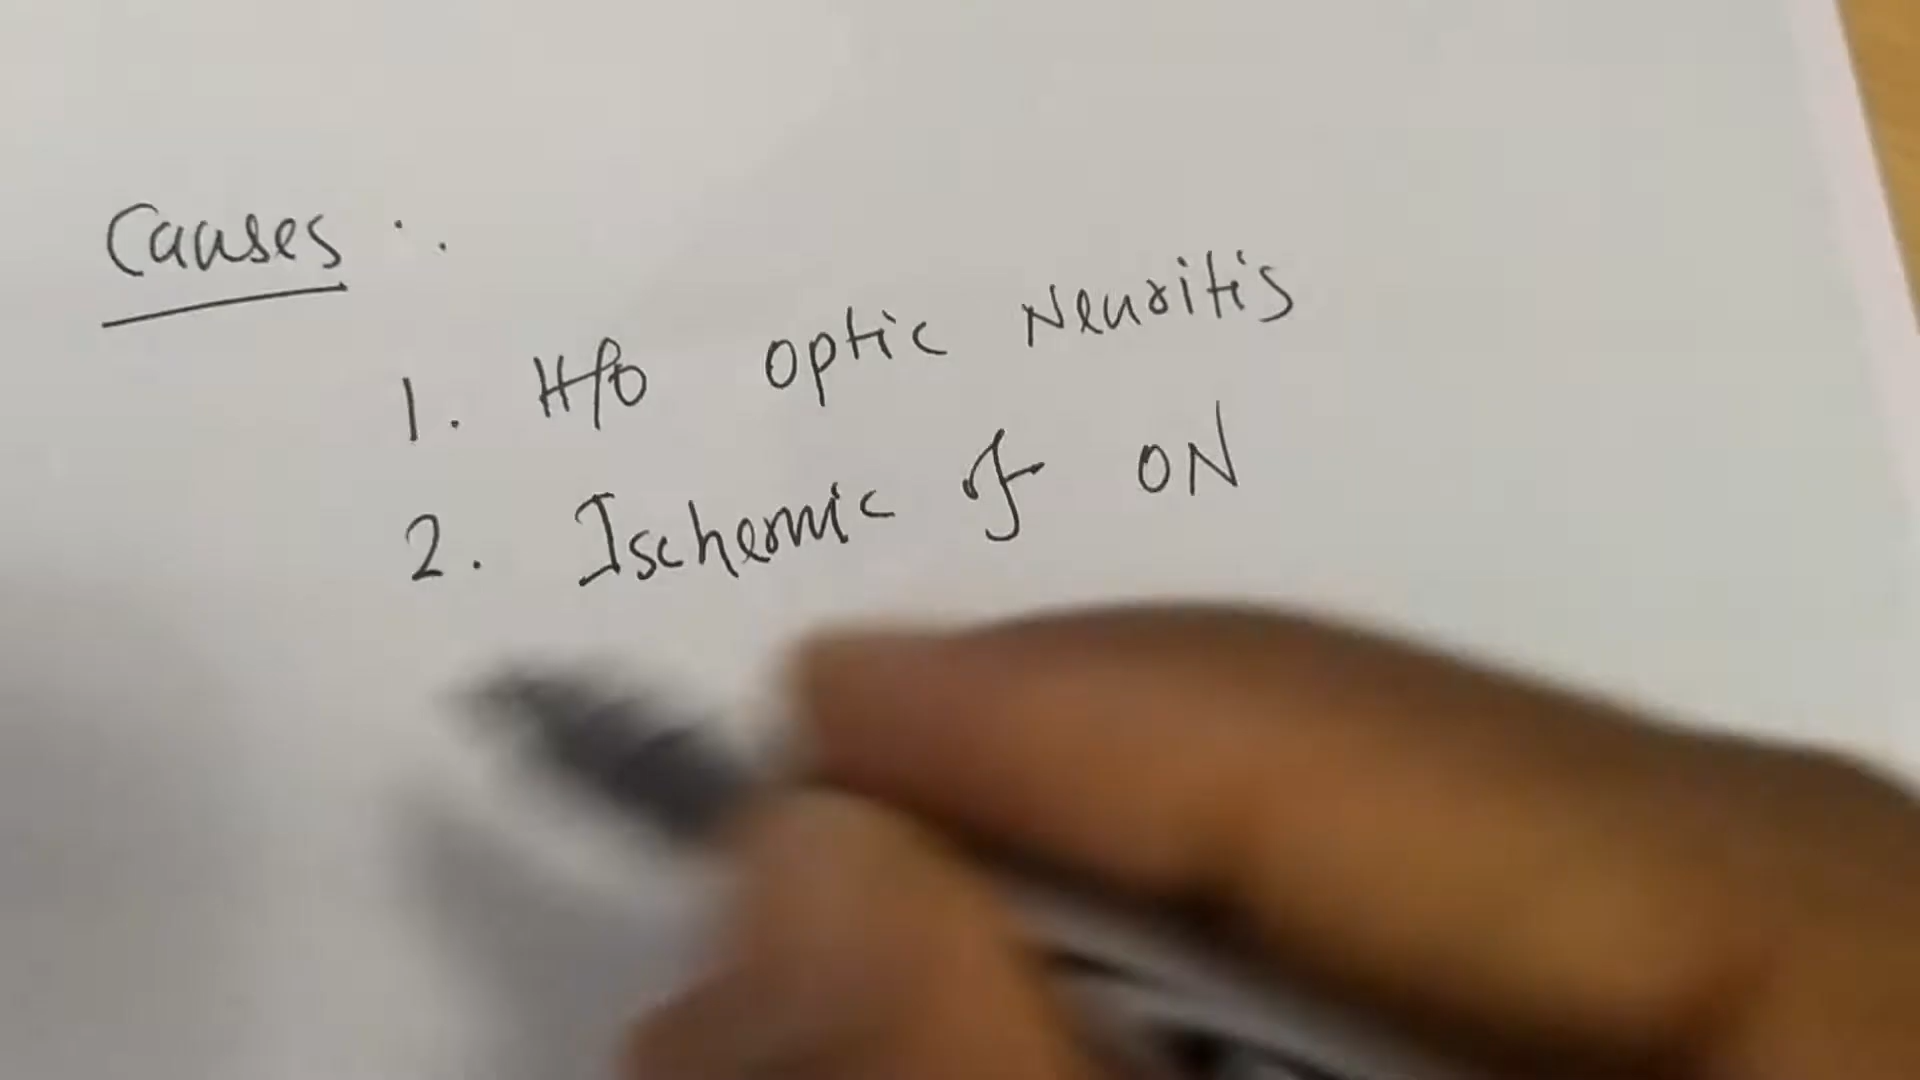 Causes :
1. H/o optic Neuritis
2. Ischemic of ON